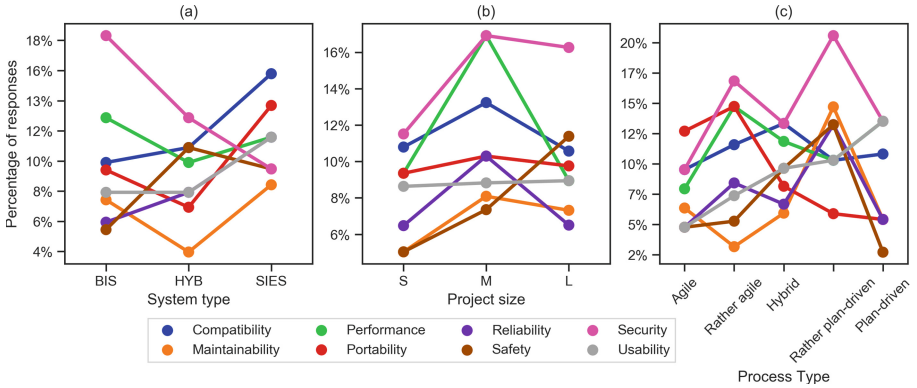 (a)
Percentage of responses
18%
16%
13%
12%
10%
8%
6%
4%
BIS HYB SIES
System type
(b)
16%
14%
12%
10%
8%
6%
S M L
Project size
(c)
20%
17%
15%
12%
10%
7%
5%
2%
Agile
Rather agile
Hybrid
Rather plan-driven
Plan-driven
Process Type
Compatibility Performance Reliability Security
Maintainability Portability Safety Usability